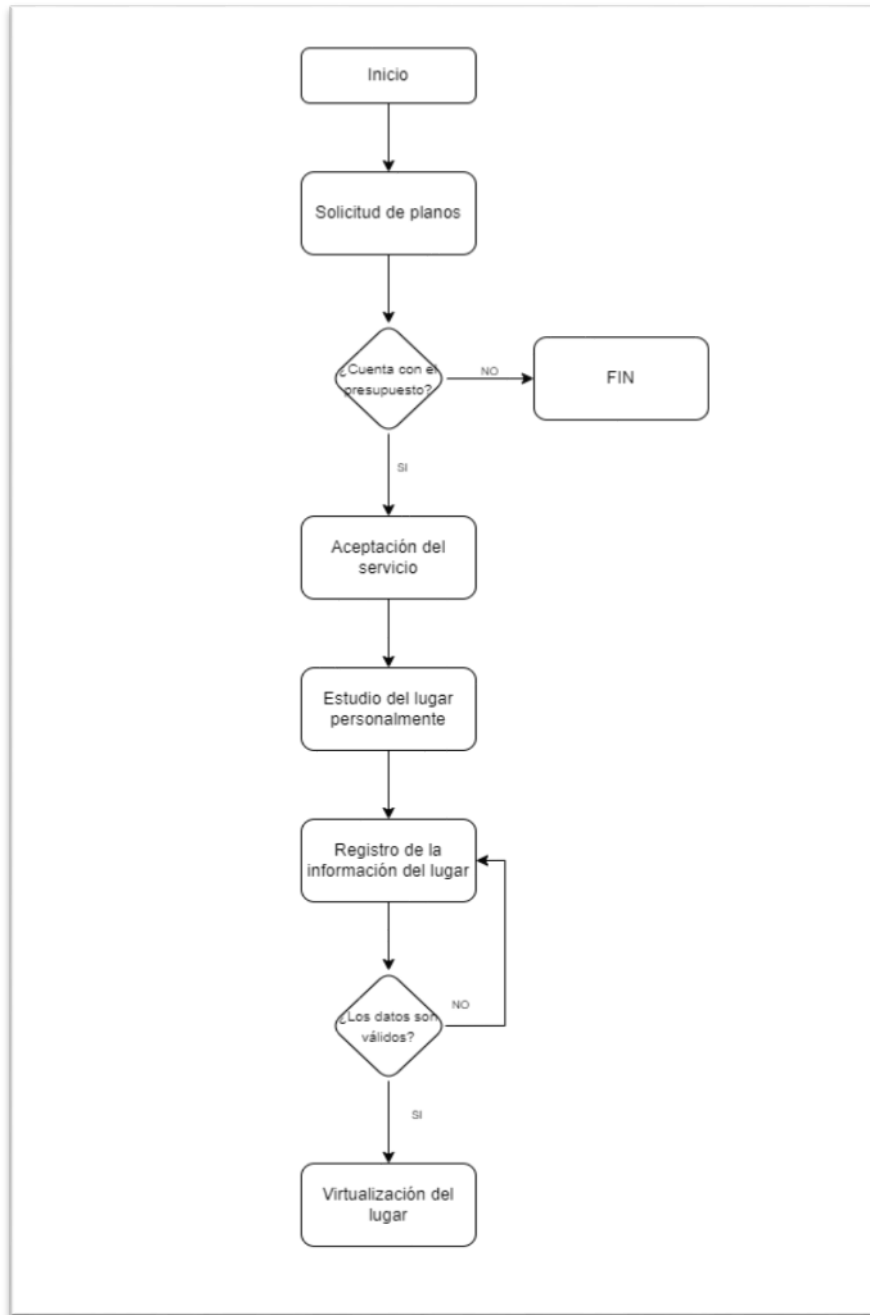 Inicio
Solicitud de planos
¿Cuenta con el
presupuesto?
NO
FIN
SI
Aceptación del
servicio
Estudio del lugar
personalmente
Registro de la
información del lugar
¿Los datos son
válidos?
NO
SI
Virtualización del
lugar